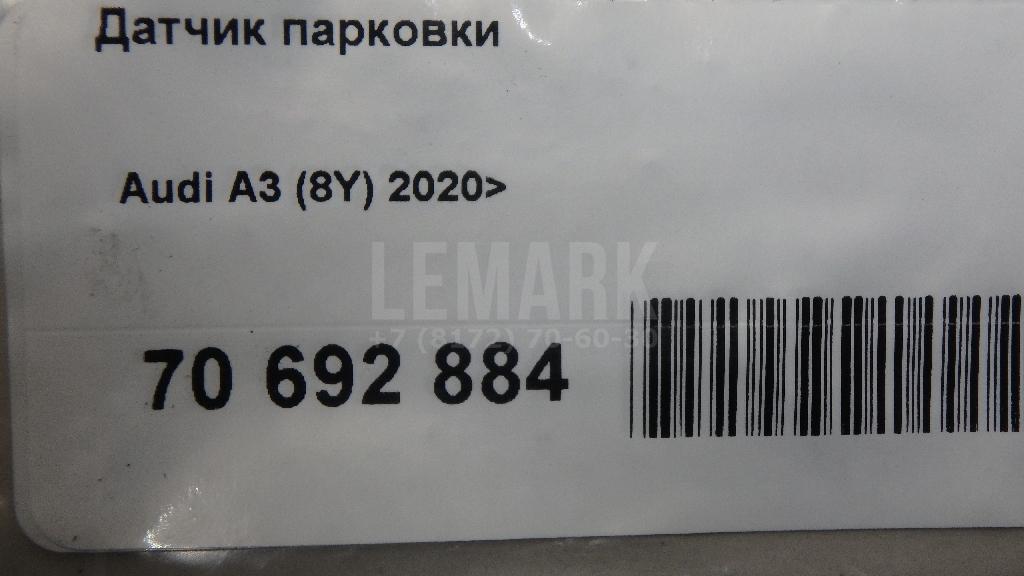 Датчик парковки
Audi A3 (8Y) 2020>
LEMARK
+7 (8172) 70-60-30
70 692 884